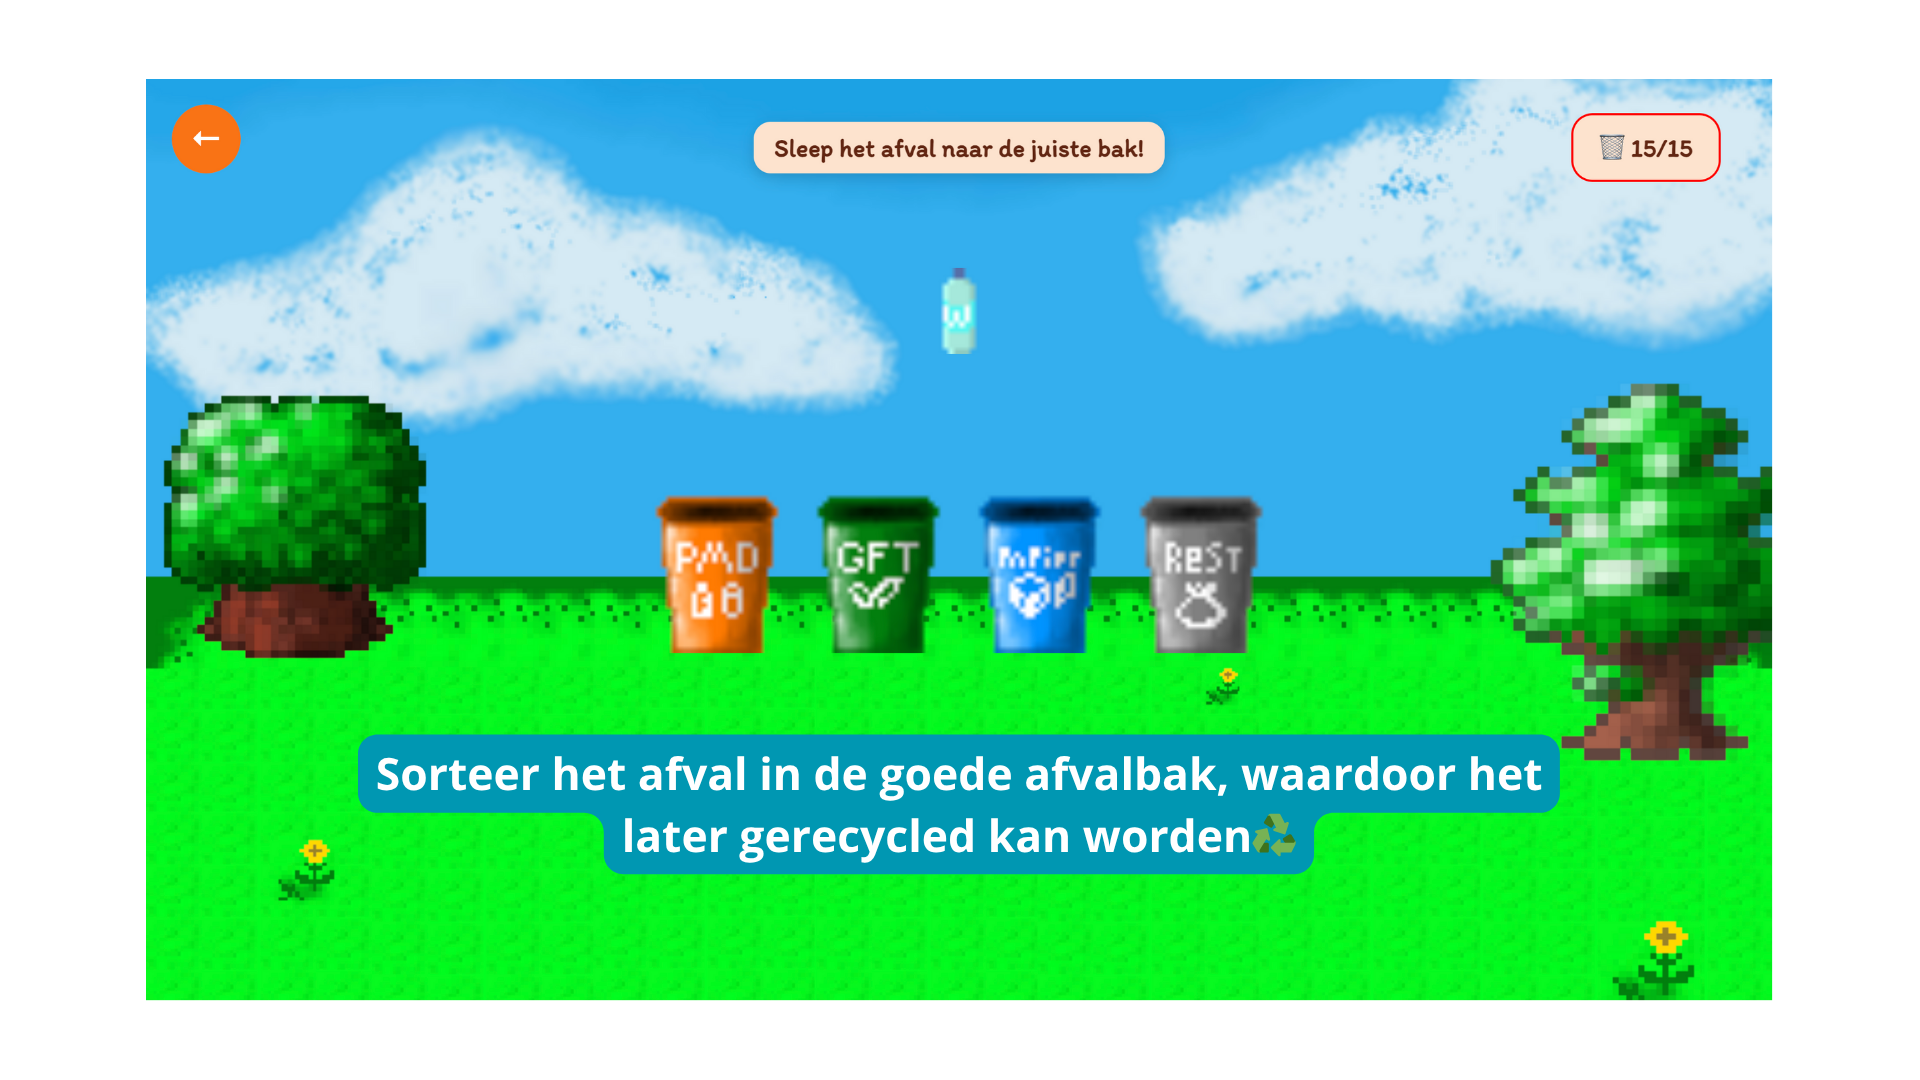 Sleep het afval naar de juiste bak!
15/15
W
PMD
GFT
PAPier
ReST
Sorteer het afval in de goede afvalbak, waardoor het
later gerecycled kan worden